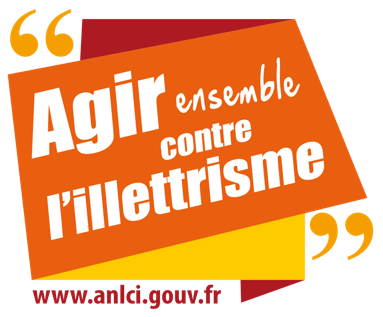 “
Agir ensemble
contre
l’illettrisme
”
www.anlci.gouv.fr